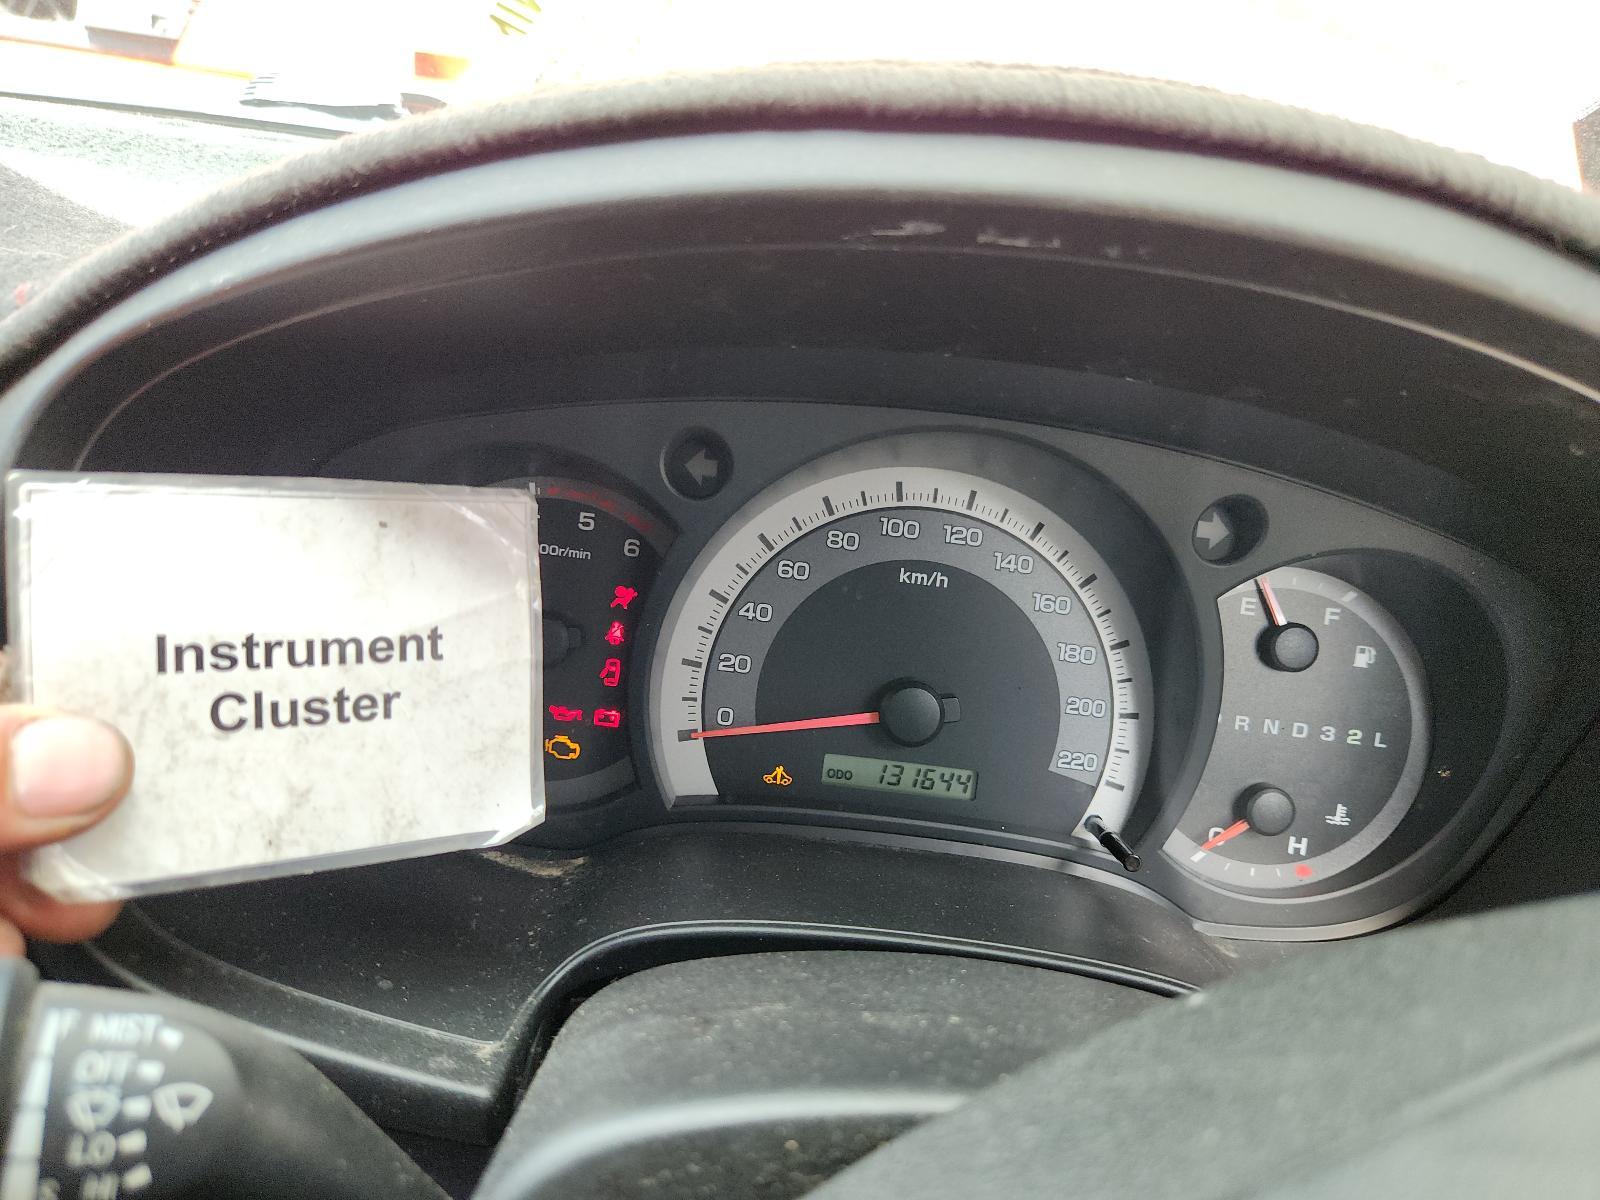 Instrument
Cluster
5
6
00r/min
0
20
40
60
80
100
120
140
160
180
200
220
km/h
ODO 131644
E
F
R N D 3 2 L
C
H
MIST
OFF
LO